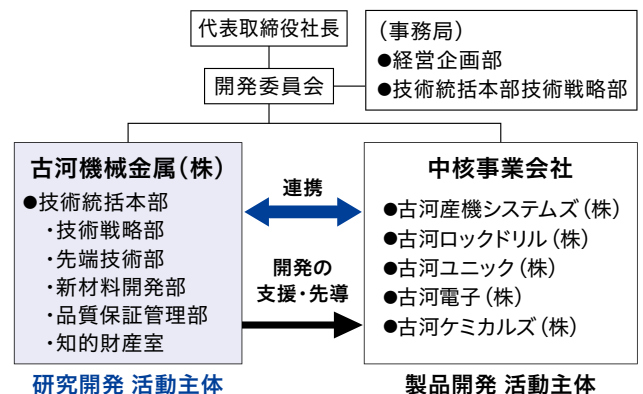 代表取締役社長
開発委員会
（事務局）
●経営企画部
●技術統括本部技術戦略部
古河機械金属（株）
●技術統括本部
・技術戦略部
・先端技術部
・新材料開発部
・品質保証管理部
・知的財産室
研究開発 活動主体
連携
開発の
支援・先導
中核事業会社
●古河産機システムズ（株）
●古河ロックドリル（株）
●古河ユニック（株）
●古河電子（株）
●古河ケミカルズ（株）
製品開発 活動主体